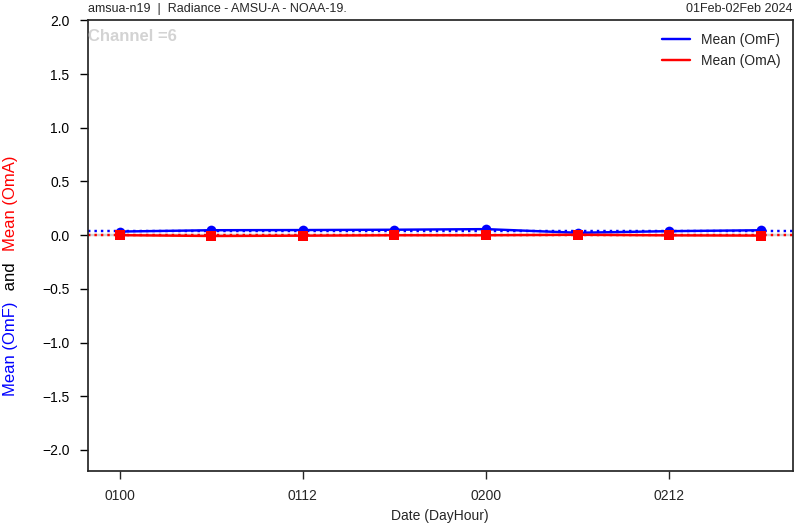 amsua-n19  |  Radiance - AMSU-A - NOAA-19.
01Feb-02Feb 2024
Channel =6
Mean (OmF)
Mean (OmA)
Mean (OmF)  and  Mean (OmA)
2.0
1.5
1.0
0.5
0.0
−0.5
−1.0
−1.5
−2.0
0100
0112
0200
0212
Date (DayHour)